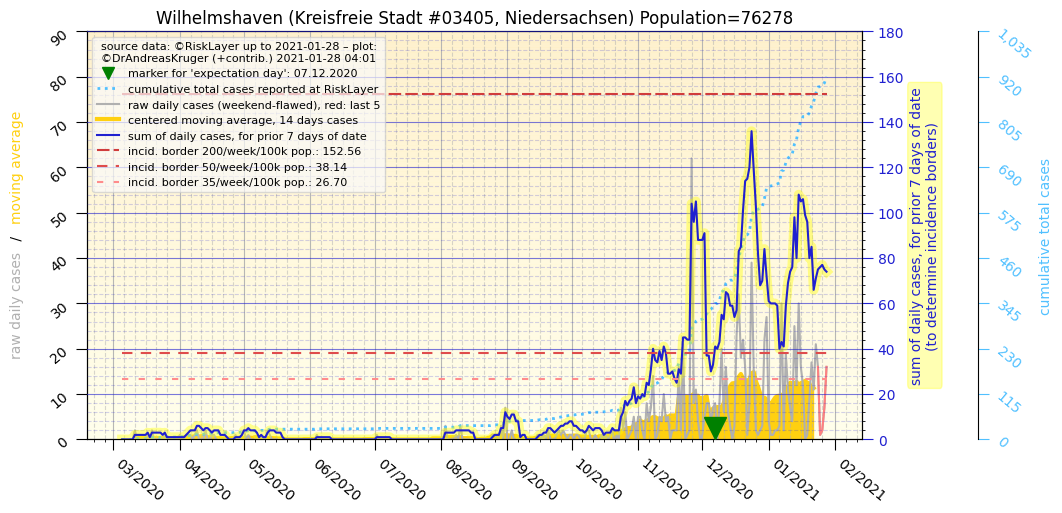 Wilhelmshaven (Kreisfreie Stadt #03405, Niedersachsen) Population=76278
source data: ©RiskLayer up to 2021-01-28 – plot:
©DrAndreasKruger (+contrib.) 2021-01-28 04:01
marker for 'expectation day': 07.12.2020
cumulative total cases reported at RiskLayer
raw daily cases (weekend-flawed), red: last 5
centered moving average, 14 days cases
sum of daily cases, for prior 7 days of date
incid. border 200/week/100k pop.: 152.56
incid. border 50/week/100k pop.: 38.14
incid. border 35/week/100k pop.: 26.70
raw daily cases / moving average
90
80
70
60
50
40
30
20
10
0
03/2020
04/2020
05/2020
06/2020
07/2020
08/2020
09/2020
10/2020
11/2020
12/2020
01/2021
02/2021
180
160
140
120
100
80
60
40
20
0
sum of daily cases, for prior 7 days of date
(to determine incidence borders)
1,035
920
805
690
575
460
345
230
115
0
cumulative total cases